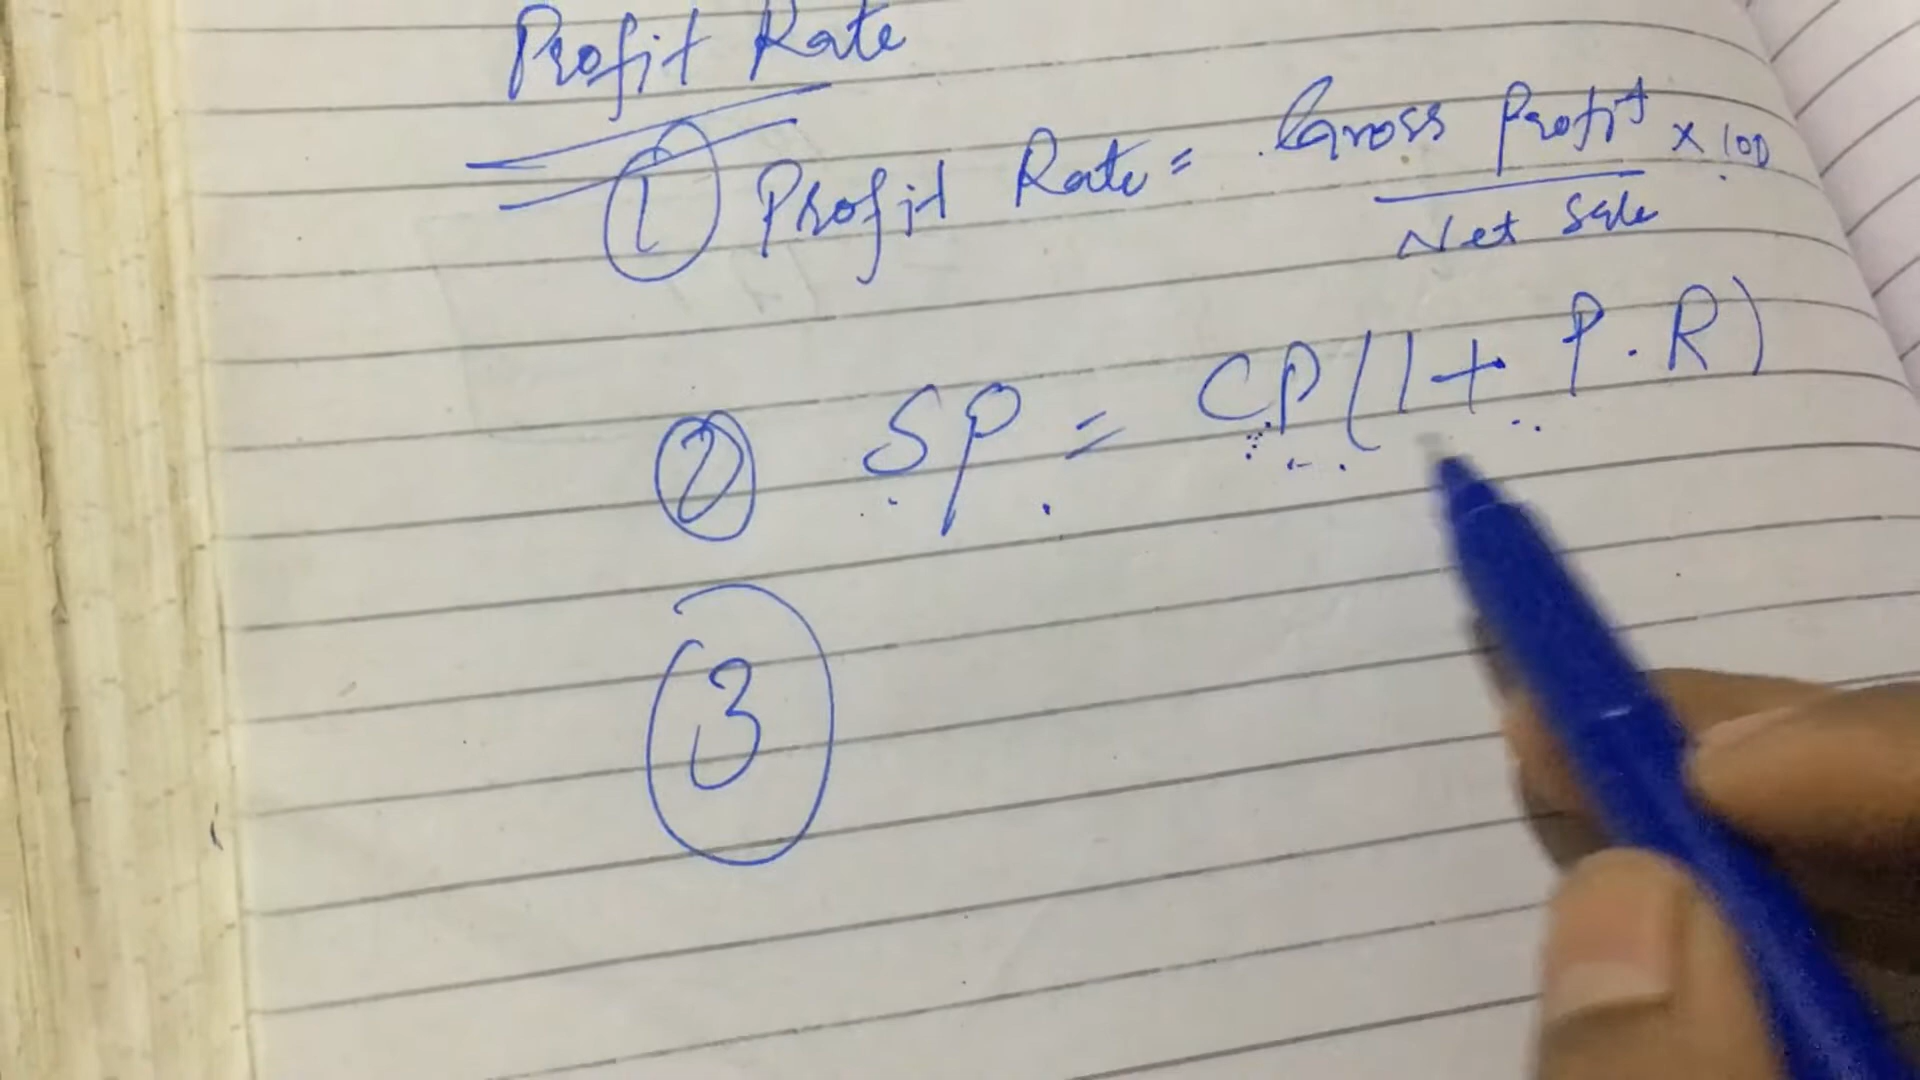 Profit Rate
① Profit Rate = Gross Profit × 100
Net Sale
② SP = CP (1 + P.R)
③